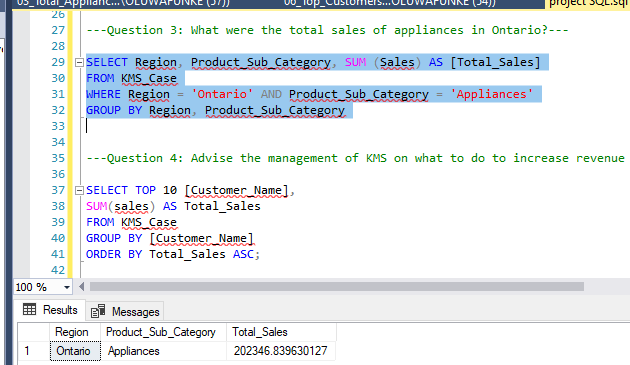 03_Total_Applianc...\OLUWAFUNKE (57))
06_Top_Customers...OLUWAFUNKE (54))
project SQL.sql
26
27 ---Question 3: What were the total sales of appliances in Ontario?---
28
29 SELECT Region, Product_Sub_Category, SUM (Sales) AS [Total_Sales]
30 FROM KMS_Case
31 WHERE Region = 'Ontario' AND Product_Sub_Category = 'Appliances'
32 GROUP BY Region, Product_Sub_Category
33
34
35 ---Question 4: Advise the management of KMS on what to do to increase revenue
36
37 SELECT TOP 10 [Customer_Name],
38 SUM(sales) AS Total_Sales
39 FROM KMS_Case
40 GROUP BY [Customer_Name]
41 ORDER BY Total_Sales ASC;
42
100 %
Results Messages
Region Product_Sub_Category Total_Sales
1 Ontario Appliances 202346.839630127